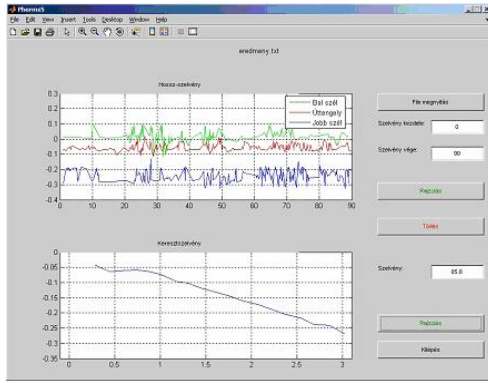 PhormsS
File Edit View Insert Tools Desktop Window Help
eredmeny.txt
Hossz-szelvény
0.3
0.2
0.1
0
-0.1
-0.2
-0.3
-0.4
0 10 20 30 40 50 60 70 80 90
Bal szél
Úttengely
Jobb szél
File megnyitás
Szelvény kezdete:
0
Szelvény vége:
90
Rajzolás
Törlés
Keresztszelvény
0
-0.05
-0.1
-0.15
-0.2
-0.25
-0.3
-0.35
0 0.5 1 1.5 2 2.5 3
Szelvény:
85.8
Rajzolás
Kilépés